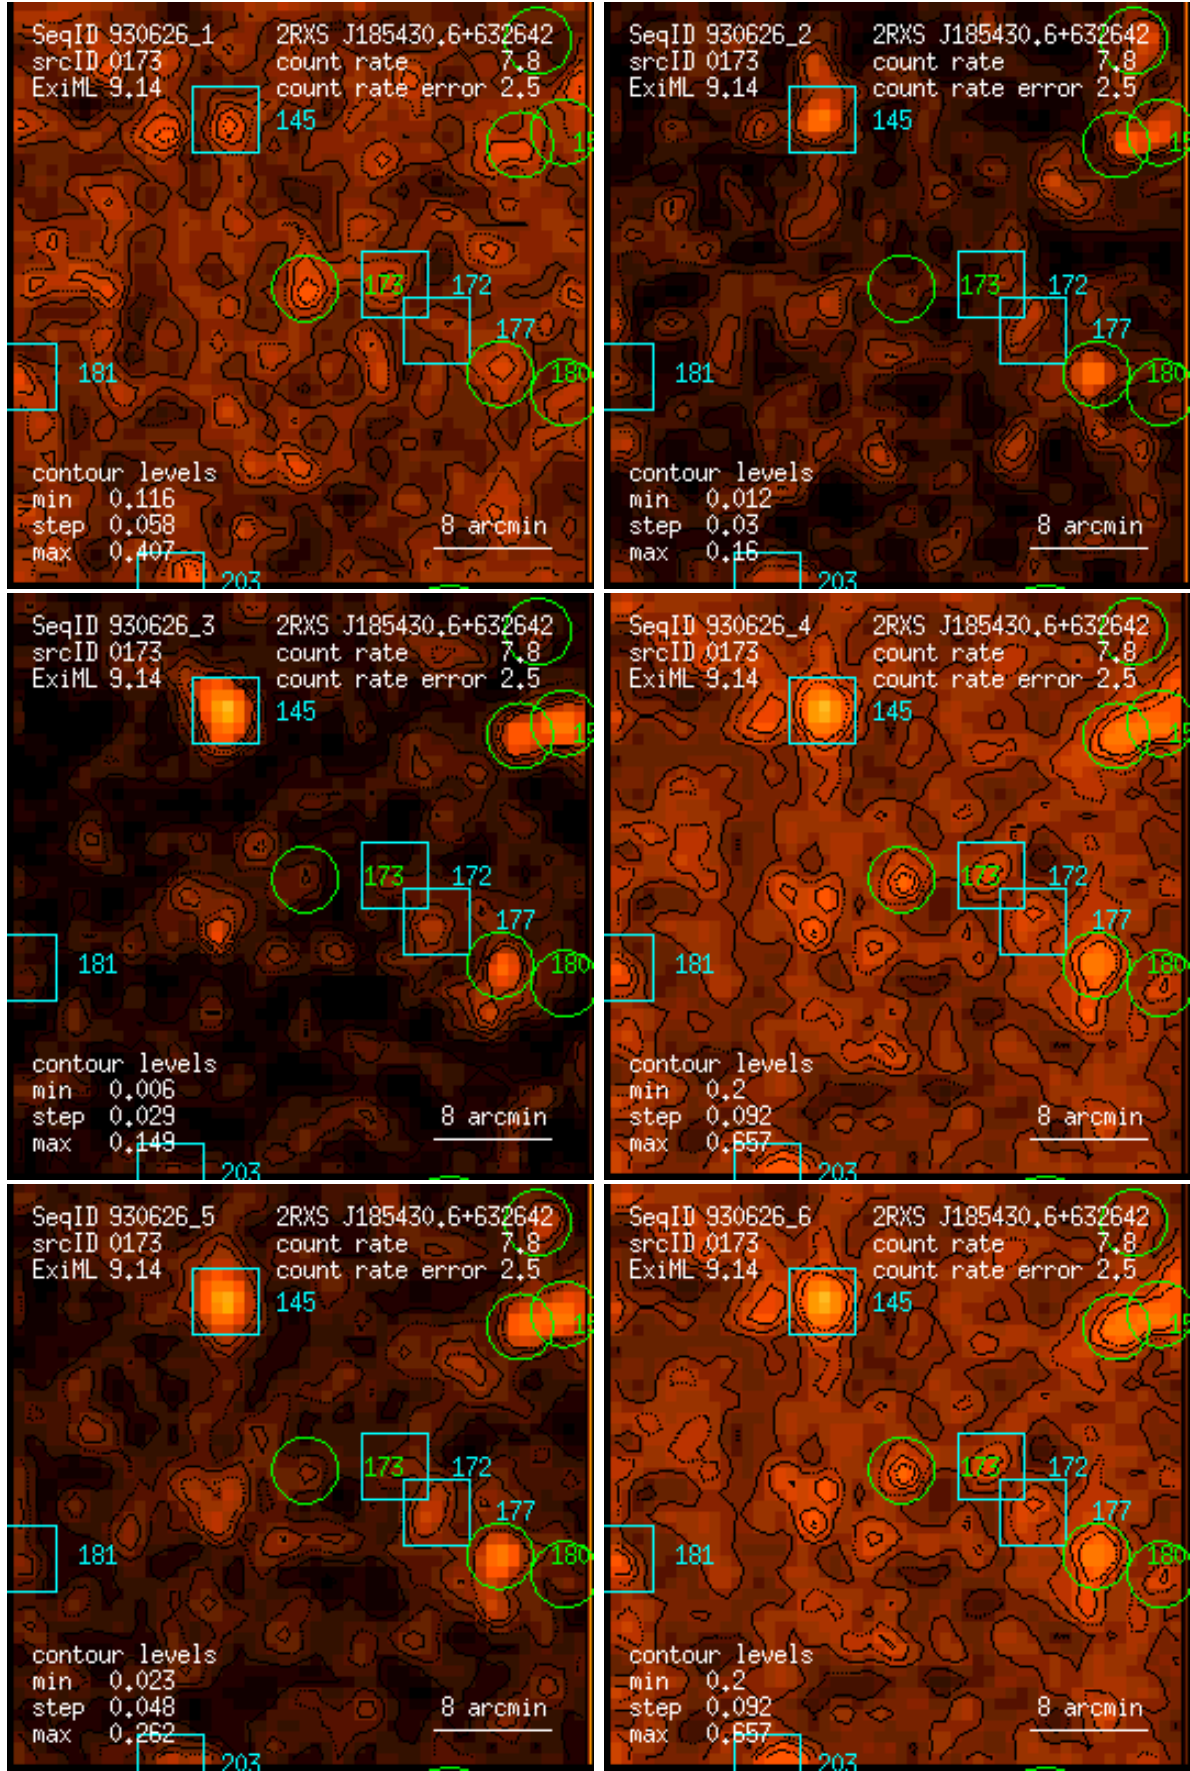 SeqID 930626_1 2RXS J185430.6+632642
srcID 0173 count rate 7.8
ExiML 9.14 count rate error 2.5
145
15
173 172
177
181 180
contour levels
min 0.116
step 0.058 8 arcmin
max 0.407
203
SeqID 930626_2 2RXS J185430.6+632642
srcID 0173 count rate 7.8
ExiML 9.14 count rate error 2.5
145
15
173 172
177
181 180
contour levels
min 0.012
step 0.03 8 arcmin
max 0.16
203
SeqID 930626_3 2RXS J185430.6+632642
srcID 0173 count rate 7.8
ExiML 9.14 count rate error 2.5
145
15
173 172
177
181 180
contour levels
min 0.006
step 0.029 8 arcmin
max 0.149
203
SeqID 930626_4 2RXS J185430.6+632642
srcID 0173 count rate 7.8
ExiML 9.14 count rate error 2.5
145
15
173 172
177
181 180
contour levels
min 0.2
step 0.092 8 arcmin
max 0.657
203
SeqID 930626_5 2RXS J185430.6+632642
srcID 0173 count rate 7.8
ExiML 9.14 count rate error 2.5
145
15
173 172
177
181 180
contour levels
min 0.023
step 0.048 8 arcmin
max 0.262
203
SeqID 930626_6 2RXS J185430.6+632642
srcID 0173 count rate 7.8
ExiML 9.14 count rate error 2.5
145
15
173 172
177
181 180
contour levels
min 0.2
step 0.092 8 arcmin
max 0.657
203